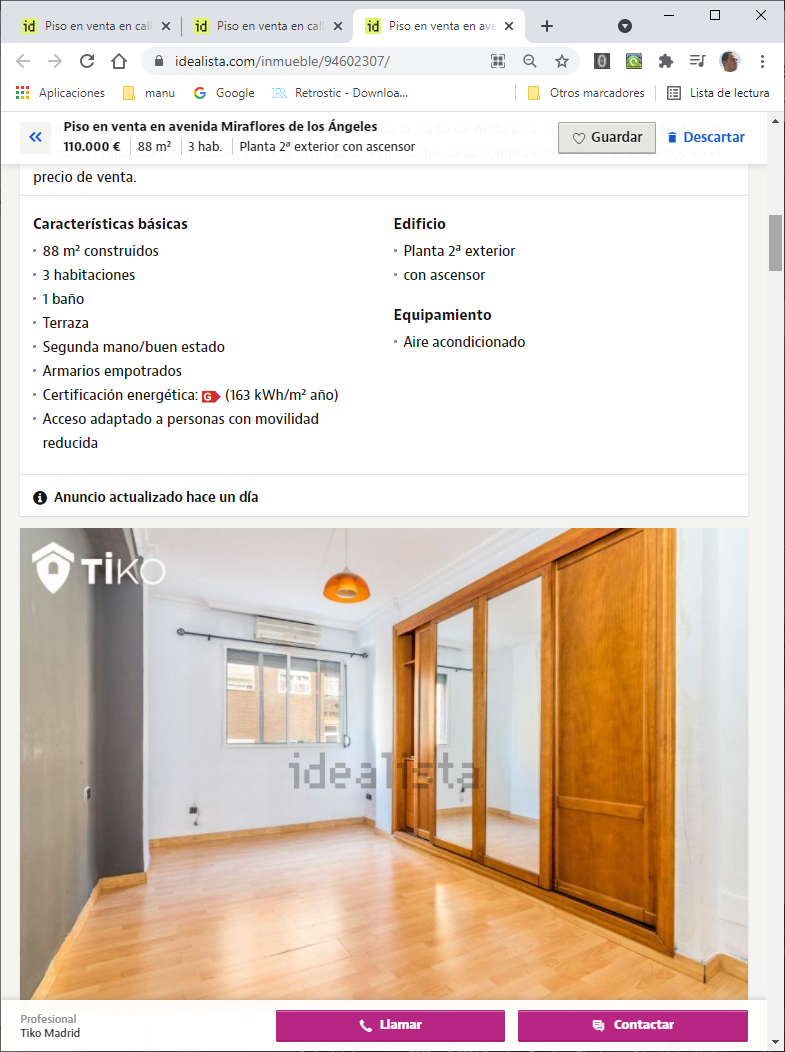 Piso en venta en call
Piso en venta en call
Piso en venta en ave
idealista.com/inmueble/94602307/
Aplicaciones
manu
Google
Retrostic - Downloa...
Otros marcadores
Lista de lectura
Piso en venta en avenida Miraflores de los Ángeles
110.000 € 88 m² 3 hab. Planta 2ª exterior con ascensor
Guardar
Descartar
precio de venta.
Características básicas
88 m² construidos
3 habitaciones
1 baño
Terraza
Segunda mano/buen estado
Armarios empotrados
Certificación energética: G (163 kWh/m² año)
Acceso adaptado a personas con movilidad
reducida
Edificio
Planta 2ª exterior
con ascensor
Equipamiento
Aire acondicionado
Anuncio actualizado hace un día
TiKO
idealista
Profesional
Tiko Madrid
Llamar
Contactar